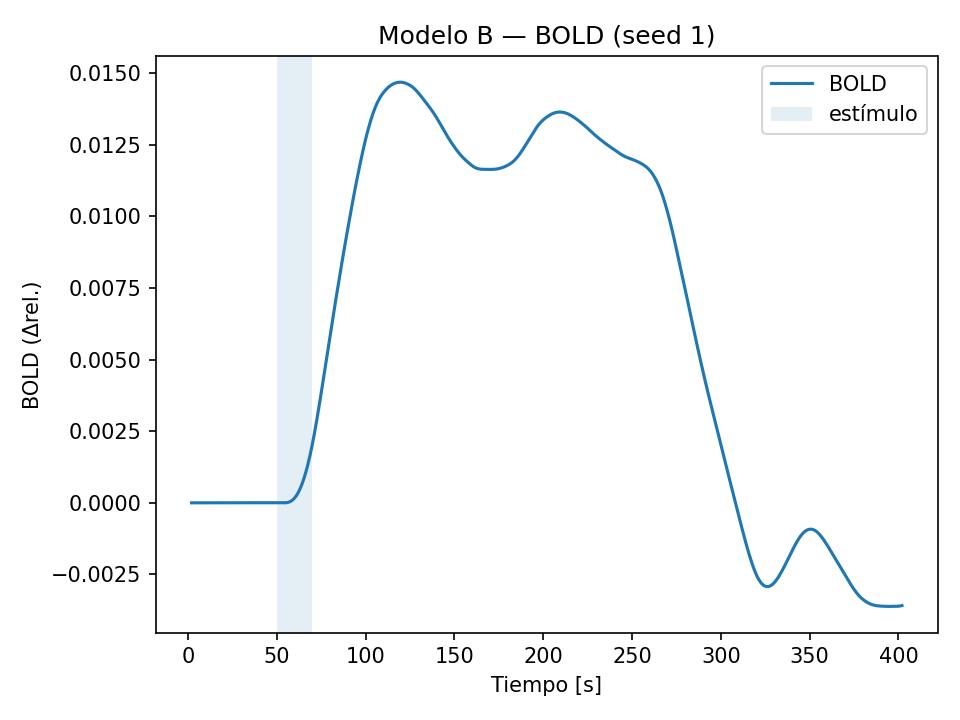 Modelo B — BOLD (seed 1)
BOLD
estímulo
0.0150
0.0125
0.0100
0.0075
0.0050
0.0025
0.0000
−0.0025
BOLD (Δrel.)
0 50 100 150 200 250 300 350 400
Tiempo [s]